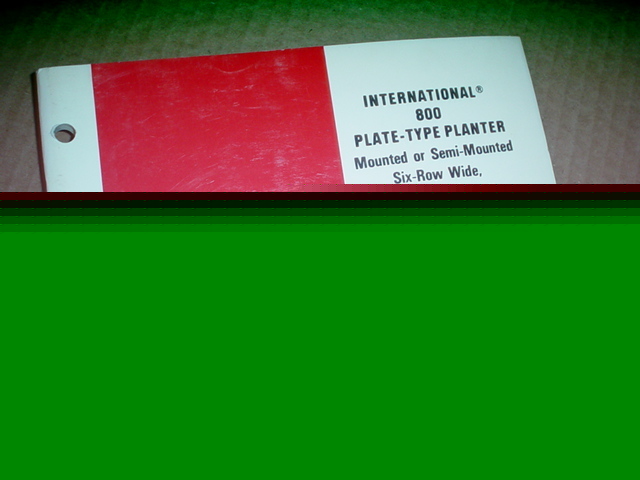 INTERNATIONAL®
800
PLATE-TYPE PLANTER
Mounted or Semi-Mounted
Six-Row Wide,